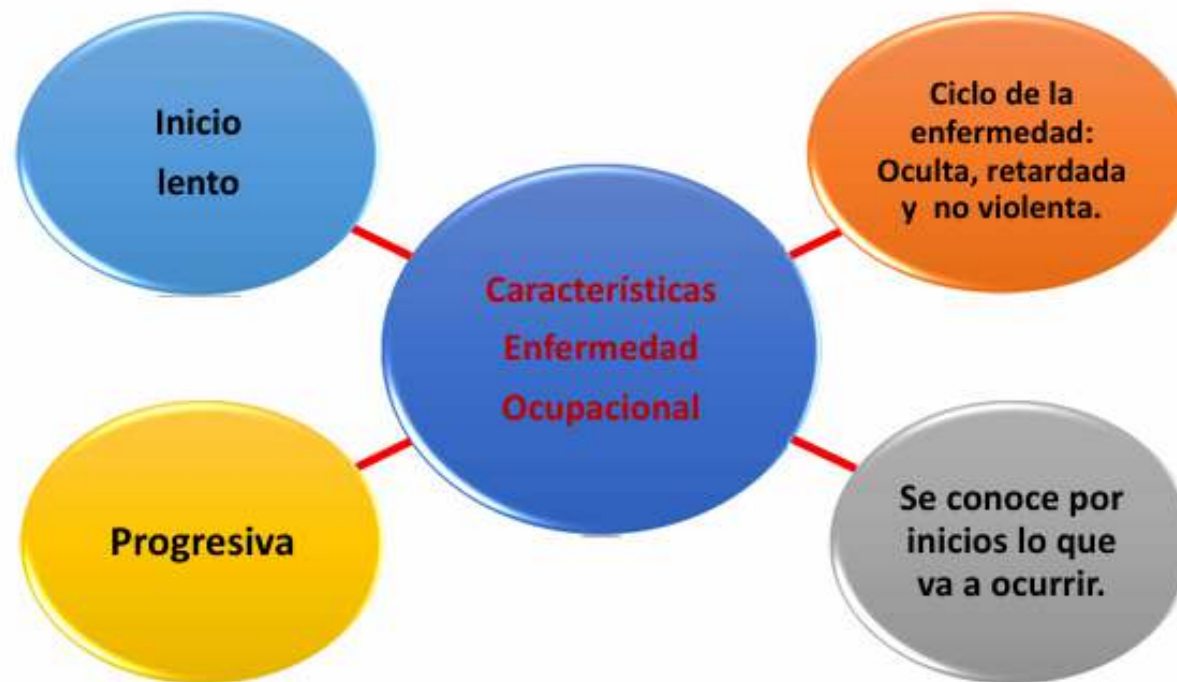 Inicio
lento
Ciclo de la
enfermedad:
Oculta, retardada
y no violenta.
Características
Enfermedad
Ocupacional
Progresiva
Se conoce por
inicios lo que
va a ocurrir.